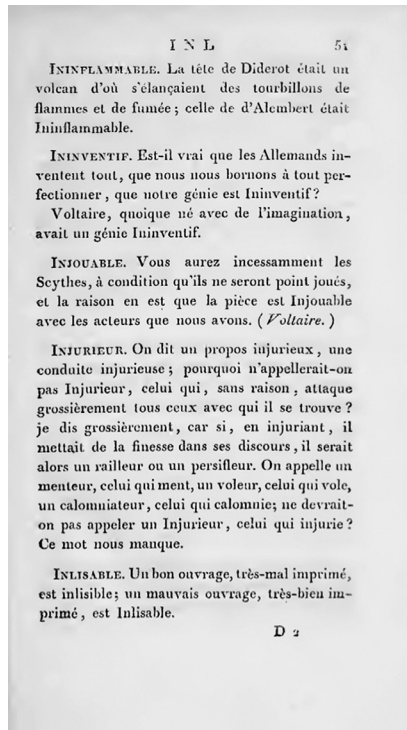 INL 51
ININFLAMMABLE. La tête de Diderot était un
volcan d'où s'élançaient des tourbillons de
flammes et de fumée ; celle de d'Alembert était
Ininflammable.
ININVENTIF. Est-il vrai que les Allemands in-
ventent tout, que nous nous bornons à tout per-
fectionner, que notre génie est Ininventif ?
Voltaire, quoique né avec de l'imagination,
avait un génie Ininventif.
INJOUABLE. Vous aurez incessamment les
Scythes, à condition qu'ils ne seront point joués,
et la raison en est que la pièce est Injouable
avec les acteurs que nous avons. ( Voltaire. )
INJURIEUR. On dit un propos injurieux, une
conduite injurieuse ; pourquoi n'appellerait-on
pas Injurieur, celui qui, sans raison, attaque
grossièrement tous ceux avec qui il se trouve ?
je dis grossièrement, car si, en injuriant, il
mettait de la finesse dans ses discours, il serait
alors un railleur ou un persifleur. On appelle un
menteur, celui qui ment, un voleur, celui qui vole,
un calomniateur, celui qui calomnie; ne devrait-
on pas appeler un Injurieur, celui qui injurie ?
Ce mot nous manque.
INLISABLE. Un bon ouvrage, très-mal imprimé,
est inlisible; un mauvais ouvrage, très-bien im-
primé, est Inlisable.
D 2